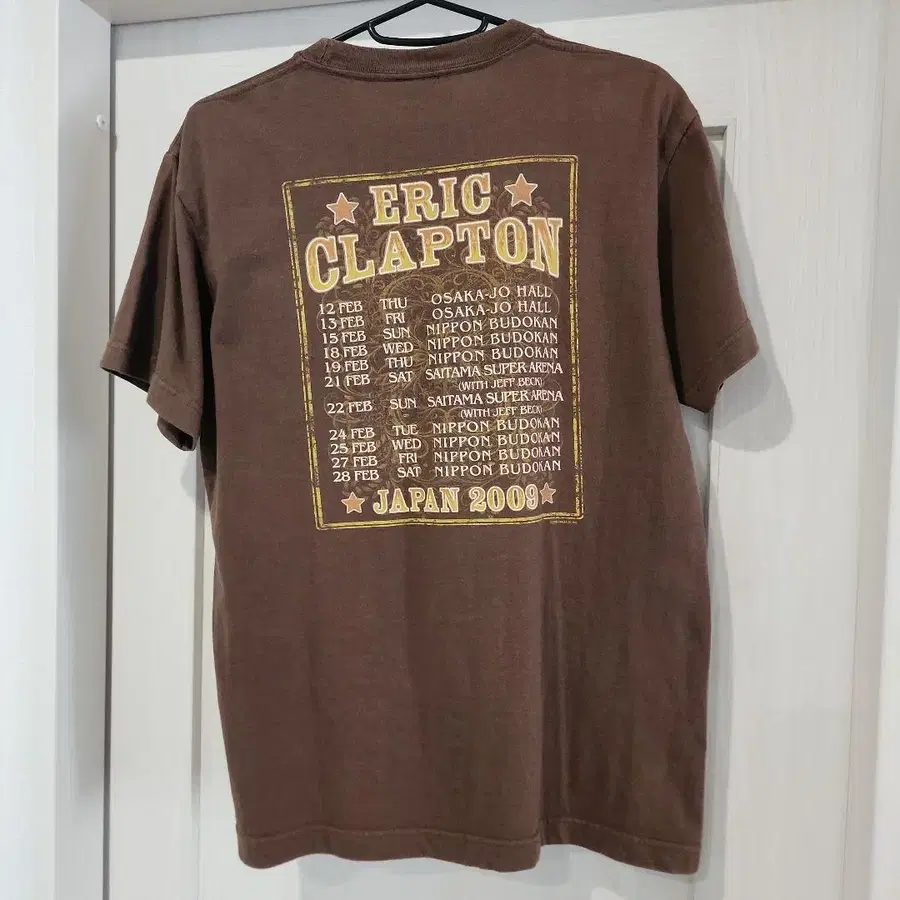 ERIC
CLAPTON
12 FEB THU OSAKA-JO HALL
13 FEB FRI OSAKA-JO HALL
15 FEB SUN NIPPON BUDOKAN
18 FEB WED NIPPON BUDOKAN
19 FEB THU NIPPON BUDOKAN
21 FEB SAT SAITAMA SUPER ARENA
(WITH JEFF BECK)
22 FEB SUN SAITAMA SUPER ARENA
(WITH JEFF BECK)
24 FEB TUE NIPPON BUDOKAN
25 FEB WED NIPPON BUDOKAN
27 FEB FRI NIPPON BUDOKAN
28 FEB SAT NIPPON BUDOKAN
JAPAN 2009